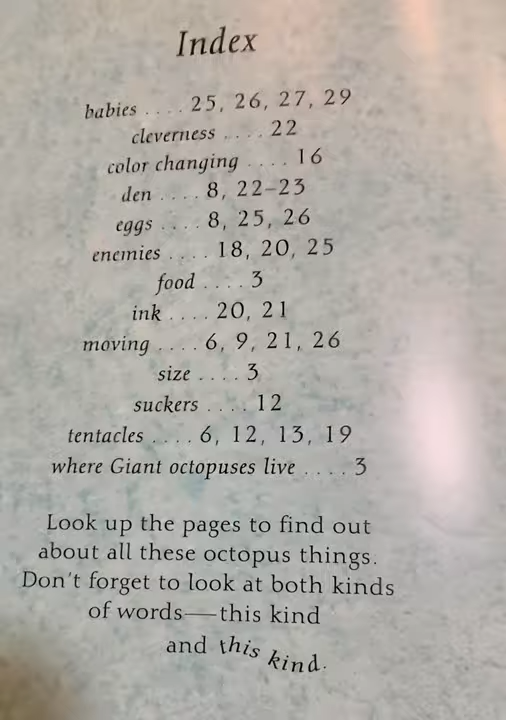 Index
babies .... 25, 26, 27, 29
cleverness .... 22
color changing .... 16
den .... 8, 22–23
eggs .... 8, 25, 26
enemies .... 18, 20, 25
food .... 3
ink .... 20, 21
moving .... 6, 9, 21, 26
size .... 3
suckers .... 12
tentacles .... 6, 12, 13, 19
where Giant octopuses live .... 3
Look up the pages to find out
about all these octopus things.
Don't forget to look at both kinds
of words—this kind
and this kind.